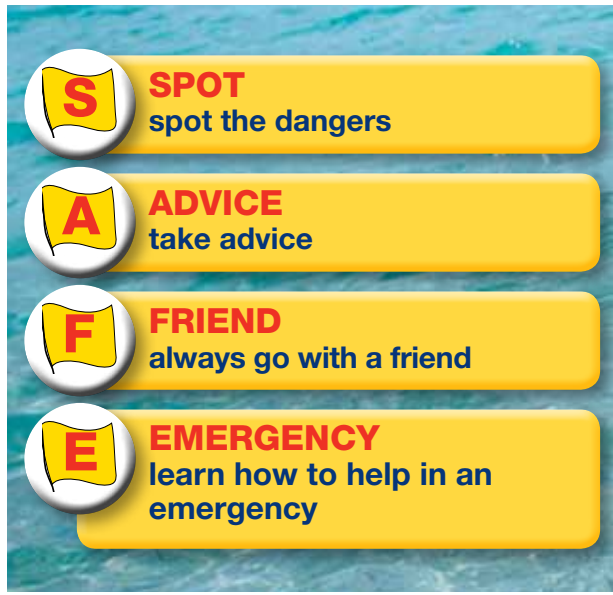 S
SPOT
spot the dangers
A
ADVICE
take advice
F
FRIEND
always go with a friend
E
EMERGENCY
learn how to help in an
emergency